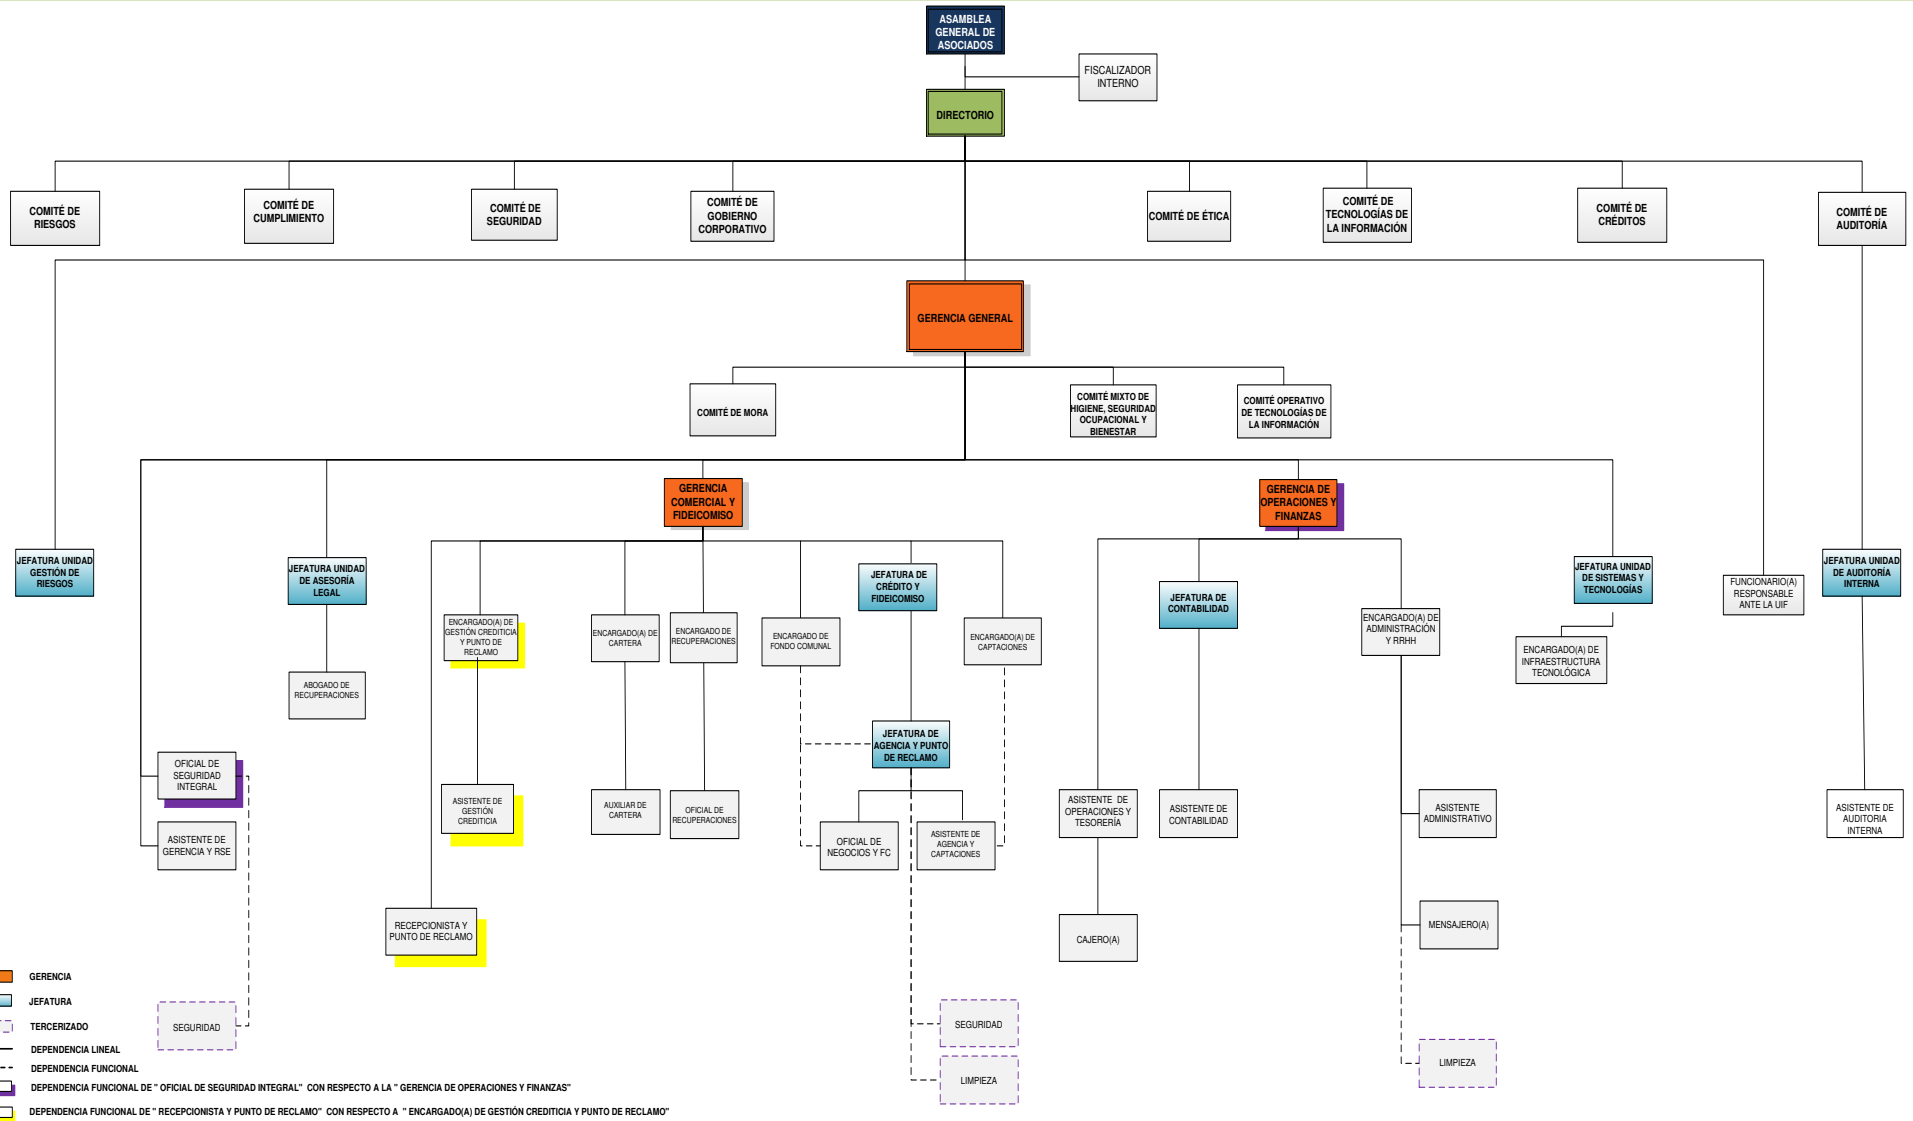 ASAMBLEA
GENERAL DE
ASOCIADOS
FISCALIZADOR
INTERNO
DIRECTORIO
COMITÉ DE
RIESGOS
COMITÉ DE
CUMPLIMIENTO
COMITÉ DE
SEGURIDAD
COMITÉ DE
GOBIERNO
CORPORATIVO
COMITÉ DE ÉTICA
COMITÉ DE
TECNOLOGÍAS DE
LA INFORMACIÓN
COMITÉ DE
CRÉDITOS
COMITÉ DE
AUDITORÍA
GERENCIA GENERAL
COMITÉ DE MORA
COMITÉ MIXTO DE
HIGIENE, SEGURIDAD
OCUPACIONAL Y
BIENESTAR
COMITÉ OPERATIVO
DE TECNOLOGÍAS DE
LA INFORMACIÓN
GERENCIA
COMERCIAL Y
FIDEICOMISO
GERENCIA DE
OPERACIONES Y
FINANZAS
JEFATURA UNIDAD
GESTIÓN DE
RIESGOS
JEFATURA UNIDAD
DE ASESORÍA
LEGAL
JEFATURA DE
CRÉDITO Y
FIDEICOMISO
JEFATURA DE
CONTABILIDAD
JEFATURA UNIDAD
DE SISTEMAS Y
TECNOLOGÍAS
FUNCIONARIO(A)
RESPONSABLE
ANTE LA UIF
JEFATURA UNIDAD
DE AUDITORÍA
INTERNA
ENCARGADO(A) DE
GESTIÓN CREDITICIA
Y PUNTO DE
RECLAMO
ENCARGADO(A) DE
CARTERA
ENCARGADO DE
RECUPERACIONES
ENCARGADO DE
FONDO COMUNAL
ENCARGADO(A) DE
CAPTACIONES
ENCARGADO(A) DE
ADMINISTRACIÓN
Y RRHH
ENCARGADO(A) DE
INFRAESTRUCTURA
TECNOLÓGICA
ABOGADO DE
RECUPERACIONES
JEFATURA DE
AGENCIA Y PUNTO
DE RECLAMO
OFICIAL DE
SEGURIDAD
INTEGRAL
ASISTENTE DE
GERENCIA Y RSE
ASISTENTE DE
GESTIÓN
CREDITICIA
AUXILIAR DE
CARTERA
OFICIAL DE
RECUPERACIONES
OFICIAL DE
NEGOCIOS Y FC
ASISTENTE DE
AGENCIA Y
CAPTACIONES
ASISTENTE  DE
OPERACIONES Y
TESORERÍA
ASISTENTE DE
CONTABILIDAD
ASISTENTE
ADMINISTRATIVO
ASISTENTE DE
AUDITORIA
INTERNA
RECEPCIONISTA Y
PUNTO DE RECLAMO
CAJERO(A)
MENSAJERO(A)
SEGURIDAD
SEGURIDAD
LIMPIEZA
LIMPIEZA
GERENCIA
JEFATURA
TERCERIZADO
DEPENDENCIA LINEAL
DEPENDENCIA FUNCIONAL
DEPENDENCIA FUNCIONAL DE " OFICIAL DE SEGURIDAD INTEGRAL"  CON RESPECTO A LA " GERENCIA DE OPERACIONES Y FINANZAS"
DEPENDENCIA FUNCIONAL DE " RECEPCIONISTA Y PUNTO DE RECLAMO"  CON RESPECTO A  " ENCARGADO(A) DE GESTIÓN CREDITICIA Y PUNTO DE RECLAMO"